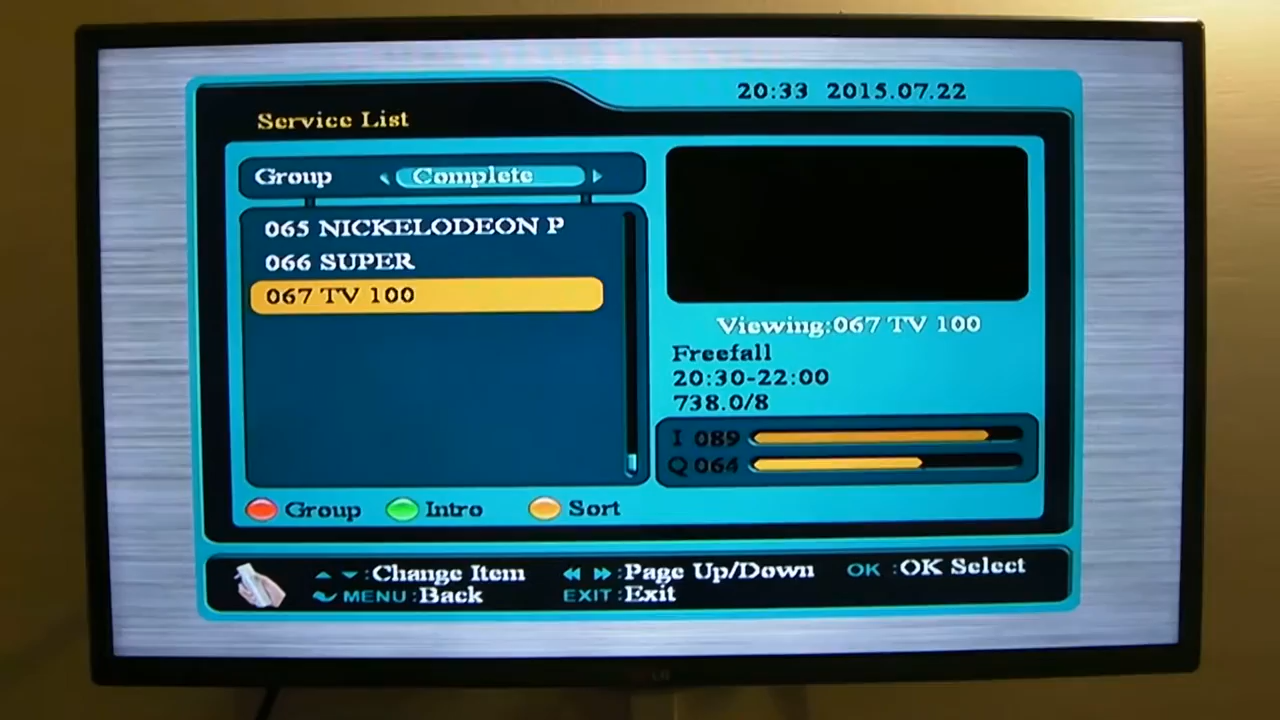 20:33 2015.07.22
Service List
Group Complete
065 NICKELODEON P
066 SUPER
067 TV 100
Viewing:067 TV 100
Freefall
20:30-22:00
738.0/8
I 089
Q 064
Group Intro Sort
:Change Item :Page Up/Down OK :OK Select
MENU :Back EXIT :Exit
LG